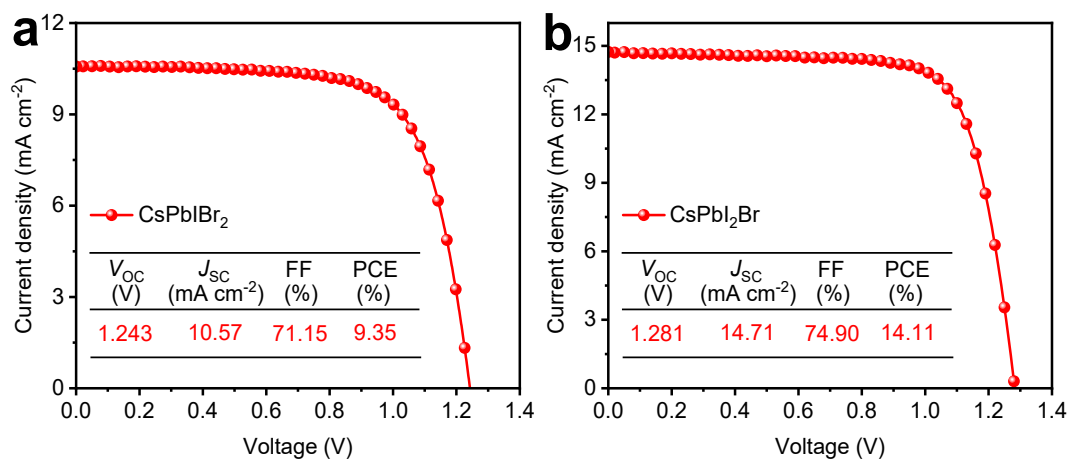 a
12
9
6
3
0
Current density (mA cm⁻²)
CsPbIBr₂
V_OC J_SC FF PCE
(V) (mA cm⁻²) (%) (%)
1.243 10.57 71.15 9.35
0.0 0.2 0.4 0.6 0.8 1.0 1.2 1.4
Voltage (V)
b
15
12
9
6
3
0
Current density (mA cm⁻²)
CsPbI₂Br
V_OC J_SC FF PCE
(V) (mA cm⁻²) (%) (%)
1.281 14.71 74.90 14.11
0.0 0.2 0.4 0.6 0.8 1.0 1.2 1.4
Voltage (V)